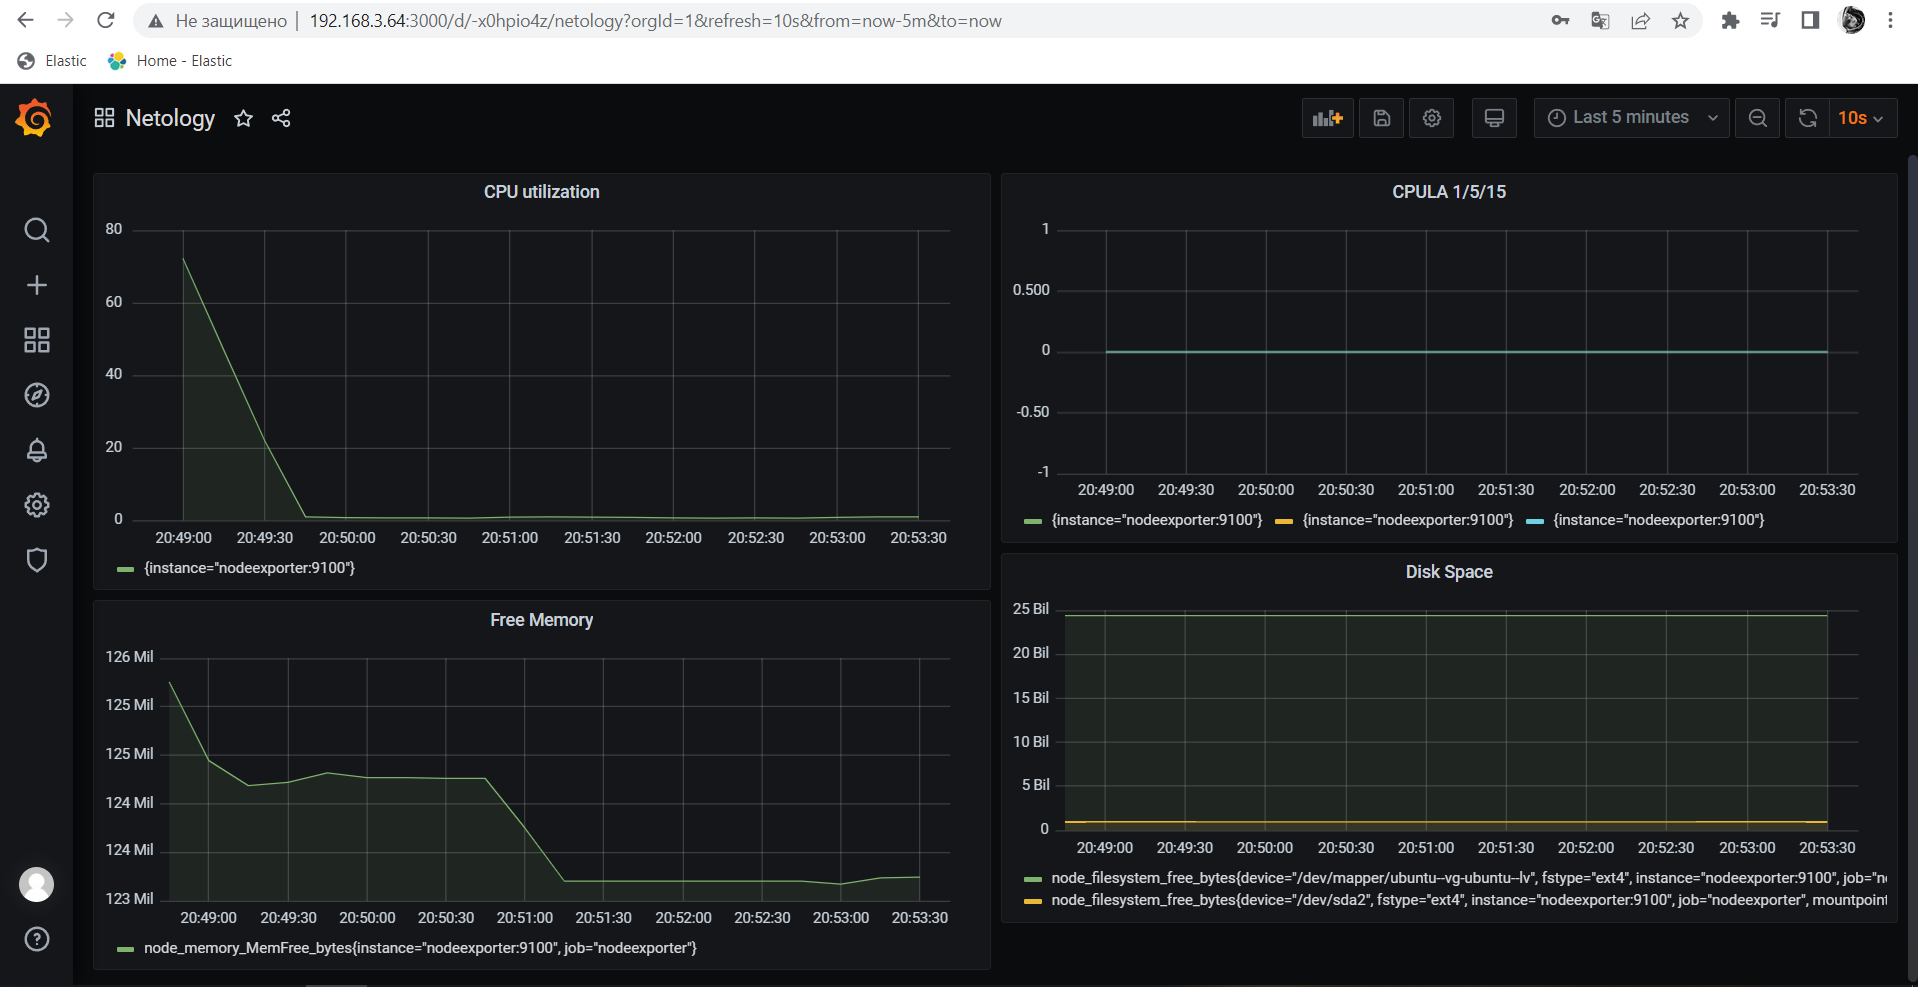 Не защищено | 192.168.3.64:3000/d/-x0hpio4z/netology?orgId=1&refresh=10s&from=now-5m&to=now
Elastic Home - Elastic
Netology
Last 5 minutes 10s
CPU utilization
80
60
40
20
0
20:49:00 20:49:30 20:50:00 20:50:30 20:51:00 20:51:30 20:52:00 20:52:30 20:53:00 20:53:30
{instance="nodeexporter:9100"}
CPULA 1/5/15
1
0.500
0
-0.50
-1
20:49:00 20:49:30 20:50:00 20:50:30 20:51:00 20:51:30 20:52:00 20:52:30 20:53:00 20:53:30
{instance="nodeexporter:9100"} {instance="nodeexporter:9100"} {instance="nodeexporter:9100"}
Free Memory
126 Mil
125 Mil
125 Mil
124 Mil
124 Mil
123 Mil
20:49:00 20:49:30 20:50:00 20:50:30 20:51:00 20:51:30 20:52:00 20:52:30 20:53:00 20:53:30
node_memory_MemFree_bytes{instance="nodeexporter:9100", job="nodeexporter"}
Disk Space
25 Bil
20 Bil
15 Bil
10 Bil
5 Bil
0
20:49:00 20:49:30 20:50:00 20:50:30 20:51:00 20:51:30 20:52:00 20:52:30 20:53:00 20:53:30
node_filesystem_free_bytes{device="/dev/mapper/ubuntu--vg-ubuntu--lv", fstype="ext4", instance="nodeexporter:9100", job="n
node_filesystem_free_bytes{device="/dev/sda2", fstype="ext4", instance="nodeexporter:9100", job="nodeexporter", mountpoint